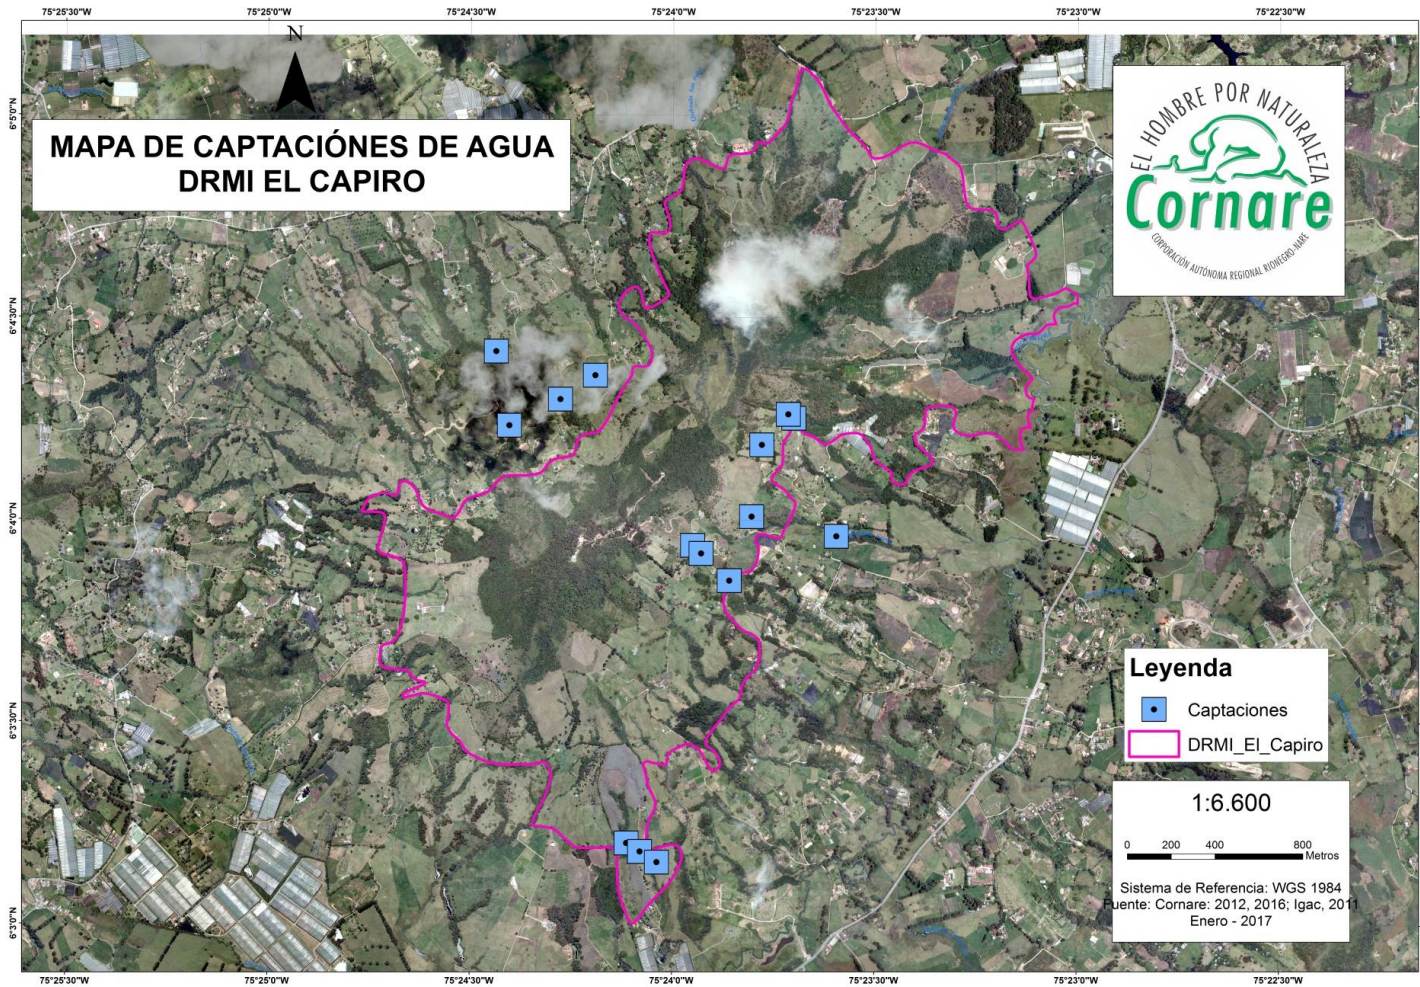 75°25'30"W 75°25'0"W 75°24'30"W 75°24'0"W 75°23'30"W 75°23'0"W 75°22'30"W
N
6°5'0"N
MAPA DE CAPTACIÓNES DE AGUA
DRMI EL CAPIRO
EL HOMBRE POR NATURALEZA
Cornare
CORPORACIÓN AUTÓNOMA REGIONAL RIONEGRO-NARE
6°4'30"N
6°4'0"N
6°3'30"N
6°3'0"N
Leyenda
Captaciones
DRMI_El_Capiro
1:6.600
0 200 400 800
Metros
Sistema de Referencia: WGS 1984
Fuente: Cornare: 2012, 2016; Igac, 2011
Enero - 2017
75°25'30"W 75°25'0"W 75°24'30"W 75°24'0"W 75°23'30"W 75°23'0"W 75°22'30"W